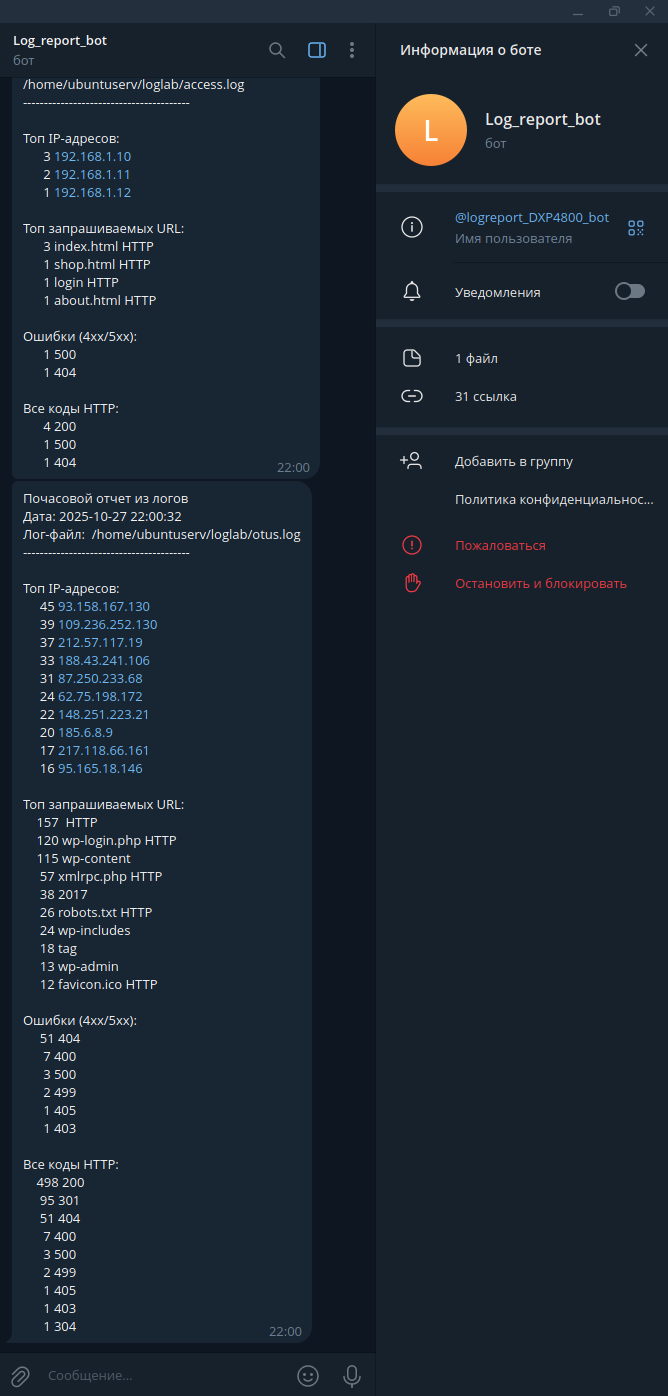 Log_report_bot
бот
/home/ubuntuserv/loglab/access.log
----------------------------------------
Топ IP-адресов:
3 192.168.1.10
2 192.168.1.11
1 192.168.1.12
Топ запрашиваемых URL:
3 index.html HTTP
1 shop.html HTTP
1 login HTTP
1 about.html HTTP
Ошибки (4xx/5xx):
1 500
1 404
Все коды HTTP:
4 200
1 500
1 404
22:00
Почасовой отчет из логов
Дата: 2025-10-27 22:00:32
Лог-файл: /home/ubuntuserv/loglab/otus.log
----------------------------------------
Топ IP-адресов:
45 93.158.167.130
39 109.236.252.130
37 212.57.117.19
33 188.43.241.106
31 87.250.233.68
24 62.75.198.172
22 148.251.223.21
20 185.6.8.9
17 217.118.66.161
16 95.165.18.146
Топ запрашиваемых URL:
157 HTTP
120 wp-login.php HTTP
115 wp-content
57 xmlrpc.php HTTP
38 2017
26 robots.txt HTTP
24 wp-includes
18 tag
13 wp-admin
12 favicon.ico HTTP
Ошибки (4xx/5xx):
51 404
7 400
3 500
2 499
1 405
1 403
Все коды HTTP:
498 200
95 301
51 404
7 400
3 500
2 499
1 405
1 403
1 304
22:00
Сообщение...
Информация о боте
L
Log_report_bot
бот
@logreport_DXP4800_bot
Имя пользователя
Уведомления
1 файл
31 ссылка
Добавить в группу
Политика конфиденциальнос...
Пожаловаться
Остановить и блокировать